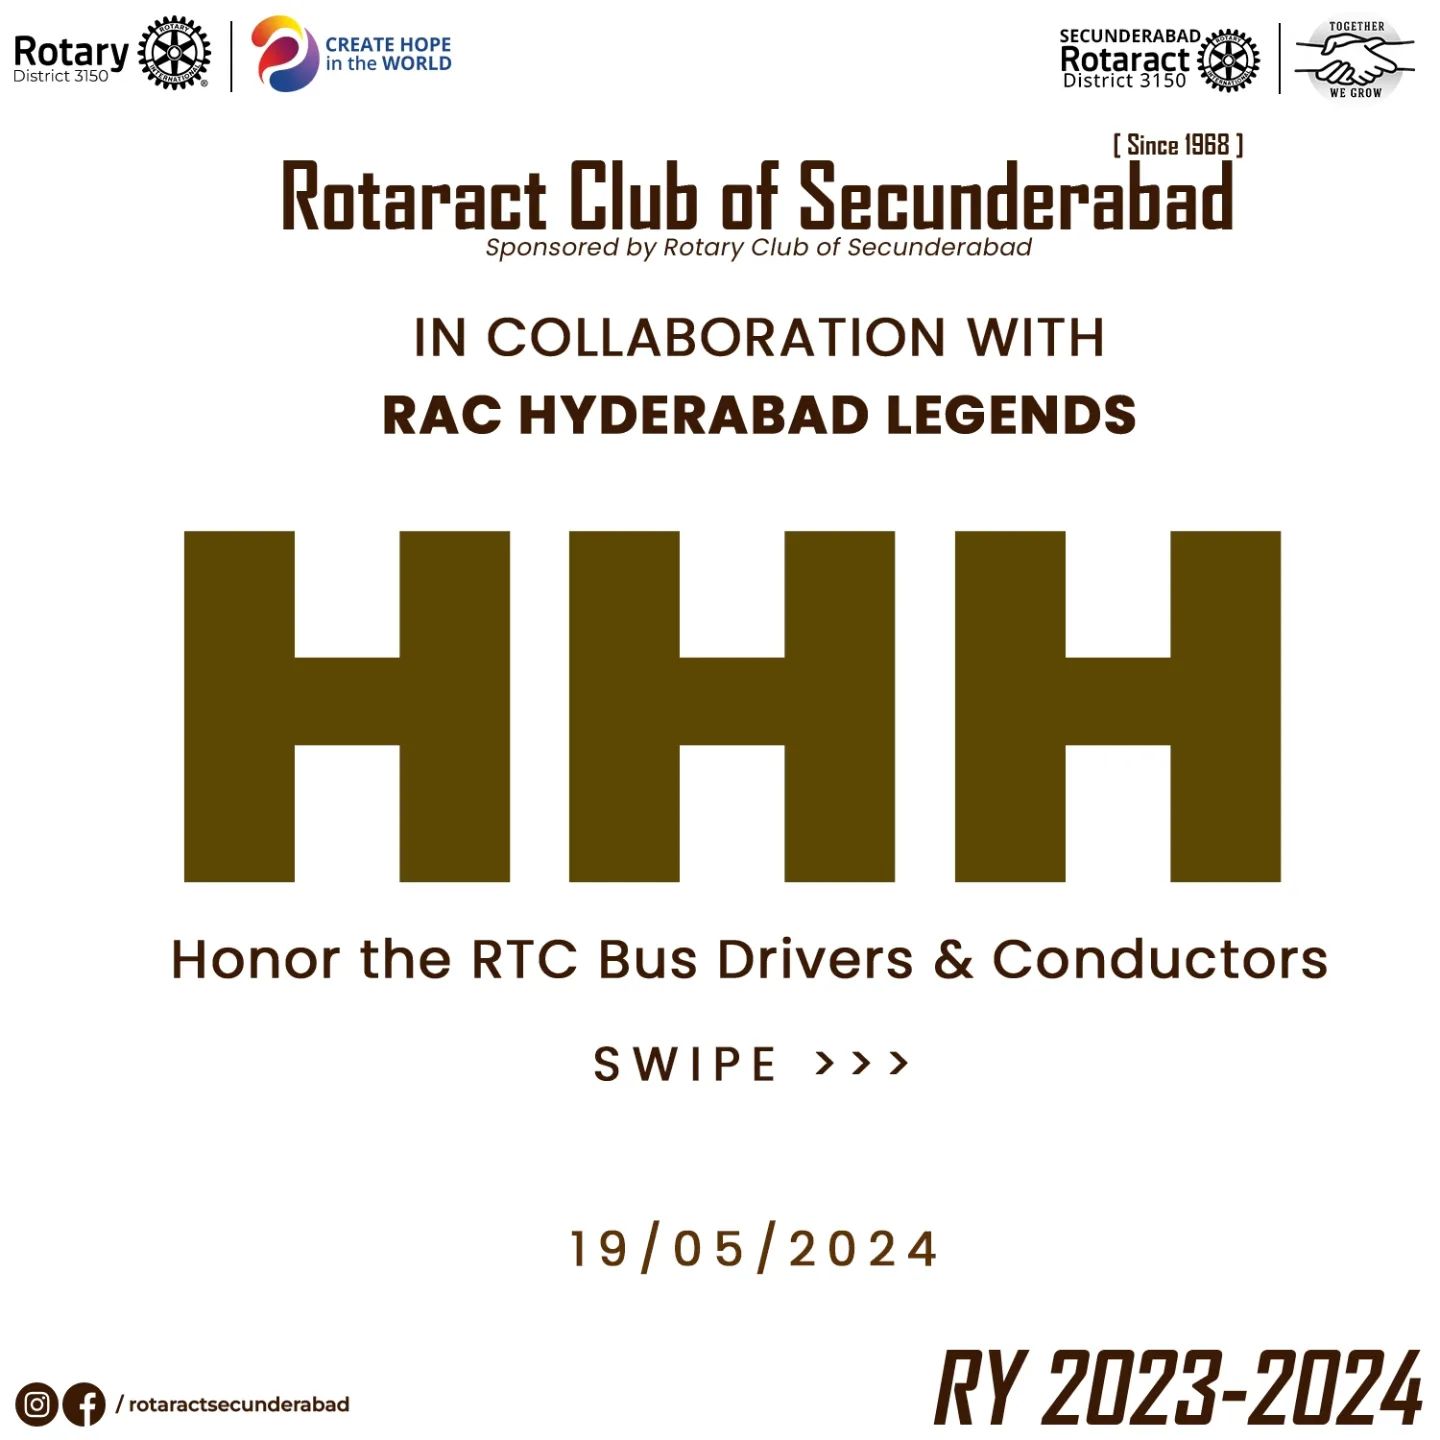 Rotary
District 3150
ROTARY
INTERNATIONAL
®
CREATE HOPE
in the WORLD
SECUNDERABAD
Rotaract
District 3150
ROTARY
INTERNATIONAL
TOGETHER
WE GROW
[ Since 1968 ]
Rotaract Club of Secunderabad
Sponsored by Rotary Club of Secunderabad
IN COLLABORATION WITH
RAC HYDERABAD LEGENDS
HHH
Honor the RTC Bus Drivers & Conductors
SWIPE >>>
19/05/2024
RY 2023-2024
/ rotaractsecunderabad